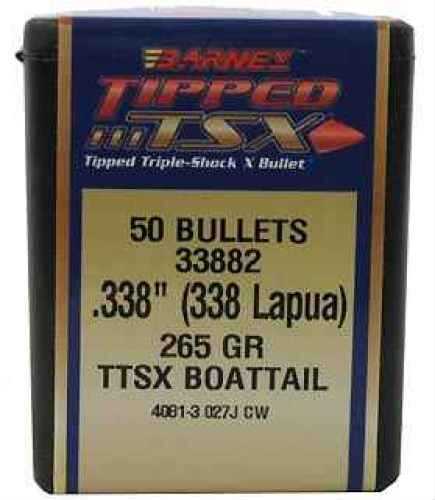 BARNES
TIPPED
TSX
Tipped Triple-Shock X Bullet
50 BULLETS
33882
.338" (338 Lapua)
265 GR
TTSX BOATTAIL
4081-3 027J CW